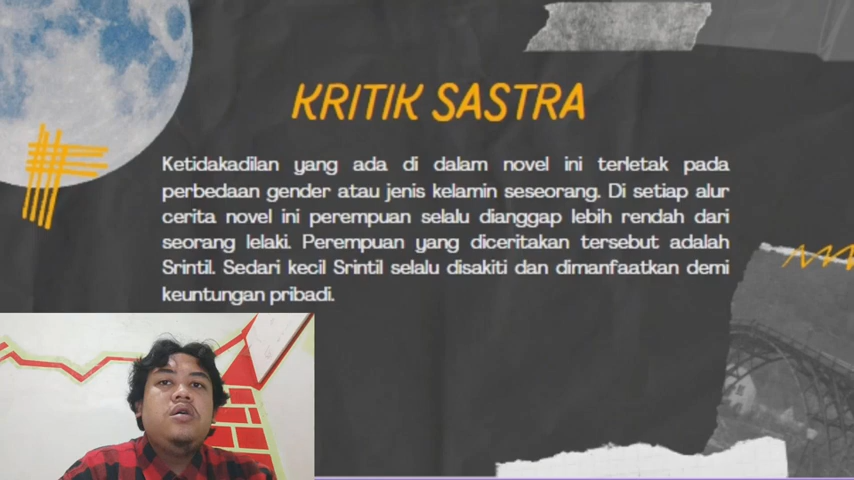 KRITIK SASTRA
Ketidakadilan yang ada di dalam novel ini terletak pada
perbedaan gender atau jenis kelamin seseorang. Di setiap alur
cerita novel ini perempuan selalu dianggap lebih rendah dari
seorang lelaki. Perempuan yang diceritakan tersebut adalah
Srintil. Sedari kecil Srintil selalu disakiti dan dimanfaatkan demi
keuntungan pribadi.